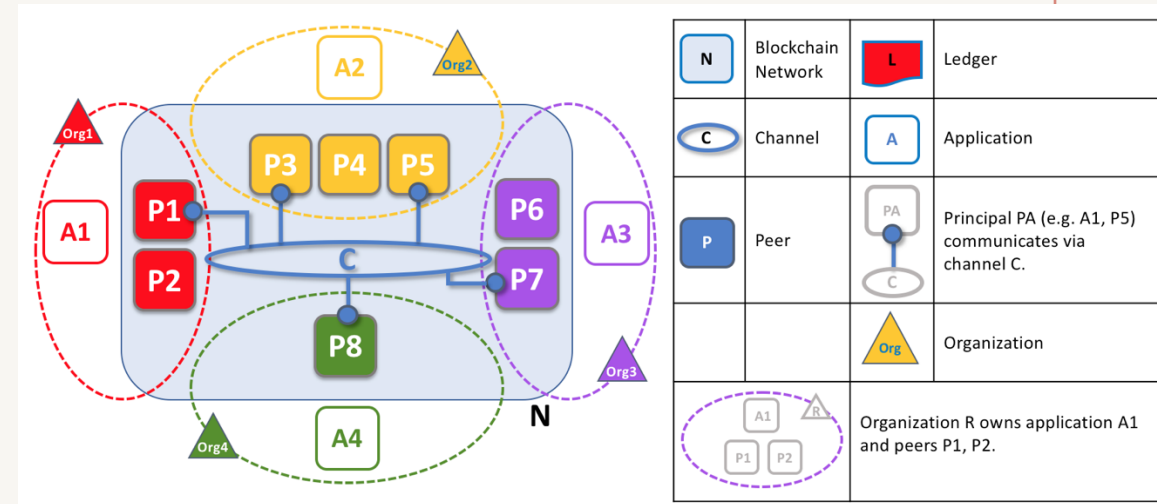 A2
Org2
Org1
P3
P4
P5
P1
P6
A1
A3
C
P2
P7
P8
Org3
N
A4
Org4
N
Blockchain
Network
L
Ledger
C
Channel
A
Application
P
Peer
PA
C
Principal PA (e.g. A1, P5)
communicates via
channel C.
Org
Organization
A1
R
P1
P2
Organization R owns application A1
and peers P1, P2.